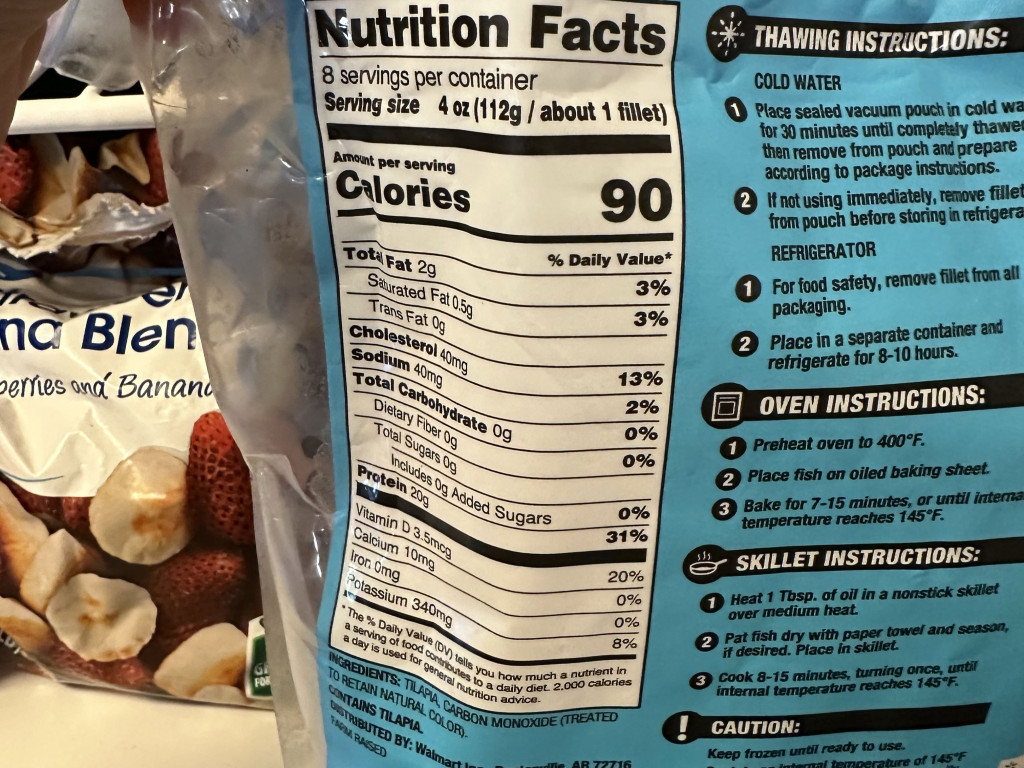 Nutrition Facts
8 servings per container
Serving size 4 oz (112g / about 1 fillet)
Amount per serving
Calories 90
% Daily Value*
Total Fat 2g 3%
Saturated Fat 0.5g 3%
Trans Fat 0g
Cholesterol 40mg 13%
Sodium 40mg 2%
Total Carbohydrate 0g 0%
Dietary Fiber 0g 0%
Total Sugars 0g
Includes 0g Added Sugars 0%
Protein 20g 31%
Vitamin D 3.5mcg 20%
Calcium 10mg 0%
Iron 0mg 0%
Potassium 340mg 8%
* The % Daily Value (DV) tells you how much a nutrient in
a serving of food contributes to a daily diet. 2,000 calories
a day is used for general nutrition advice.
INGREDIENTS: TILAPIA, CARBON MONOXIDE (TREATED
TO RETAIN NATURAL COLOR).
CONTAINS TILAPIA.
DISTRIBUTED BY: Walmart Inc., AR 72716
FARM RAISED
THAWING INSTRUCTIONS:
COLD WATER
1 Place sealed vacuum pouch in cold wa
for 30 minutes until completely thawe
then remove from pouch and prepare
according to package instructions.
2 If not using immediately, remove fillet
from pouch before storing in refrigera
REFRIGERATOR
1 For food safety, remove fillet from all
packaging.
2 Place in a separate container and
refrigerate for 8-10 hours.
OVEN INSTRUCTIONS:
1 Preheat oven to 400°F.
2 Place fish on oiled baking sheet.
3 Bake for 7-15 minutes, or until interna
temperature reaches 145°F.
SKILLET INSTRUCTIONS:
1 Heat 1 Tbsp. of oil in a nonstick skillet
over medium heat.
2 Pat fish dry with paper towel and season,
if desired. Place in skillet.
3 Cook 8-15 minutes, turning once, until
internal temperature reaches 145°F.
! CAUTION:
Keep frozen until ready to use.
internal temperature of 145°F
na Blen
berries and Banana